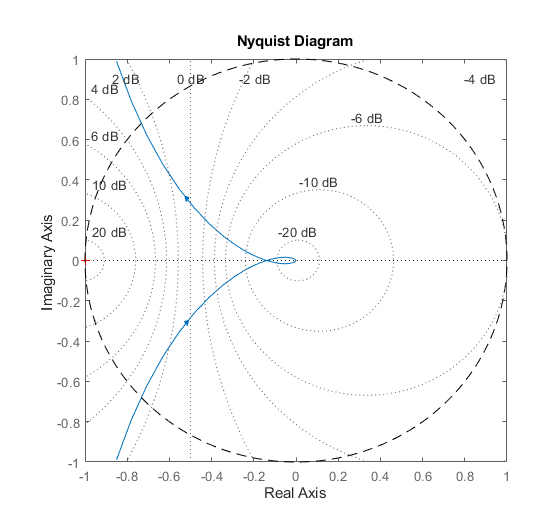 Nyquist Diagram
2 dB
0 dB
-2 dB
-4 dB
4 dB
-6 dB
6 dB
10 dB
-10 dB
20 dB
-20 dB
1
0.8
0.6
0.4
0.2
0
-0.2
-0.4
-0.6
-0.8
-1
Imaginary Axis
-1
-0.8
-0.6
-0.4
-0.2
0
0.2
0.4
0.6
0.8
1
Real Axis